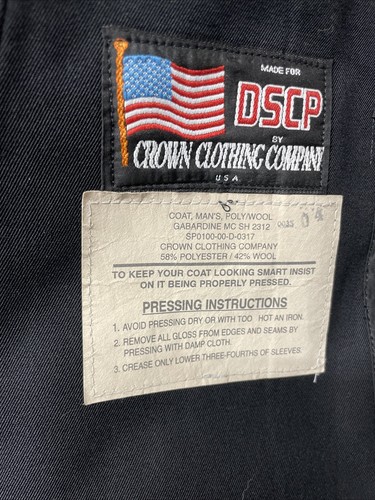 MADE FOR
DSCP
BY
CROWN CLOTHING COMPANY
USA
COAT, MAN'S, POLY/WOOL
GABARDINE MC SH 2312
SP0100-00-D-0317
CROWN CLOTHING COMPANY
58% POLYESTER / 42% WOOL
TO KEEP YOUR COAT LOOKING SMART INSIST
ON IT BEING PROPERLY PRESSED.
PRESSING INSTRUCTIONS
1. AVOID PRESSING DRY OR WITH TOO HOT AN IRON.
2. REMOVE ALL GLOSS FROM EDGES AND SEAMS BY
PRESSING WITH DAMP CLOTH.
3. CREASE ONLY LOWER THREE-FOURTHS OF SLEEVES.